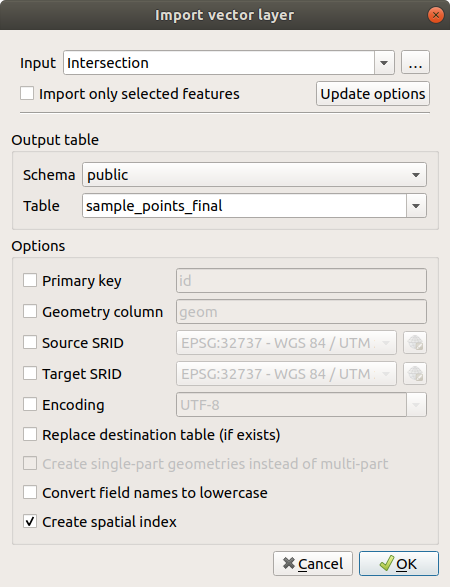 Import vector layer
Input Intersection ...
Import only selected features Update options
Output table
Schema public
Table sample_points_final
Options
Primary key id
Geometry column geom
Source SRID EPSG:32737 - WGS 84 / UTM
Target SRID EPSG:32737 - WGS 84 / UTM
Encoding UTF-8
Replace destination table (if exists)
Create single-part geometries instead of multi-part
Convert field names to lowercase
Create spatial index
Cancel OK